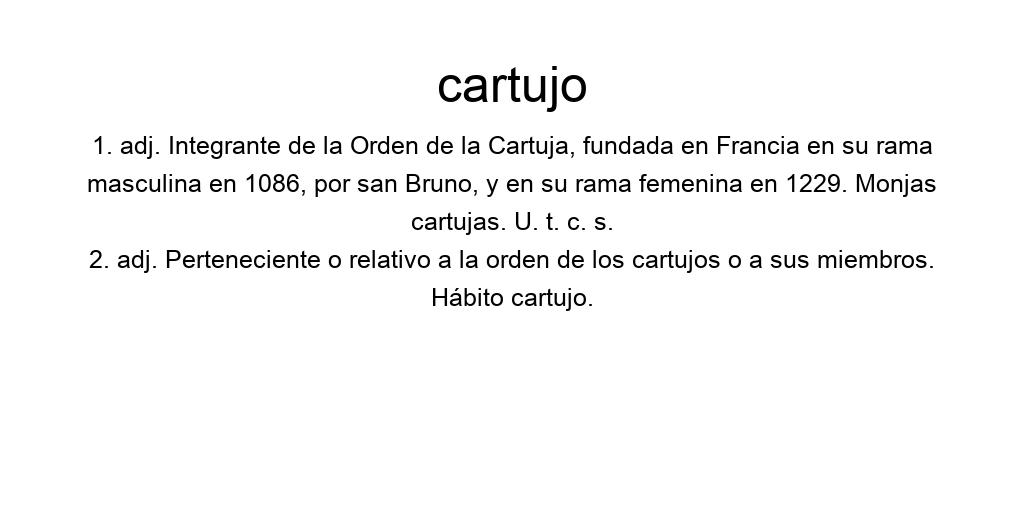 cartujo
1. adj. Integrante de la Orden de la Cartuja, fundada en Francia en su rama
masculina en 1086, por san Bruno, y en su rama femenina en 1229. Monjas
cartujas. U. t. c. s.
2. adj. Perteneciente o relativo a la orden de los cartujos o a sus miembros.
Hábito cartujo.